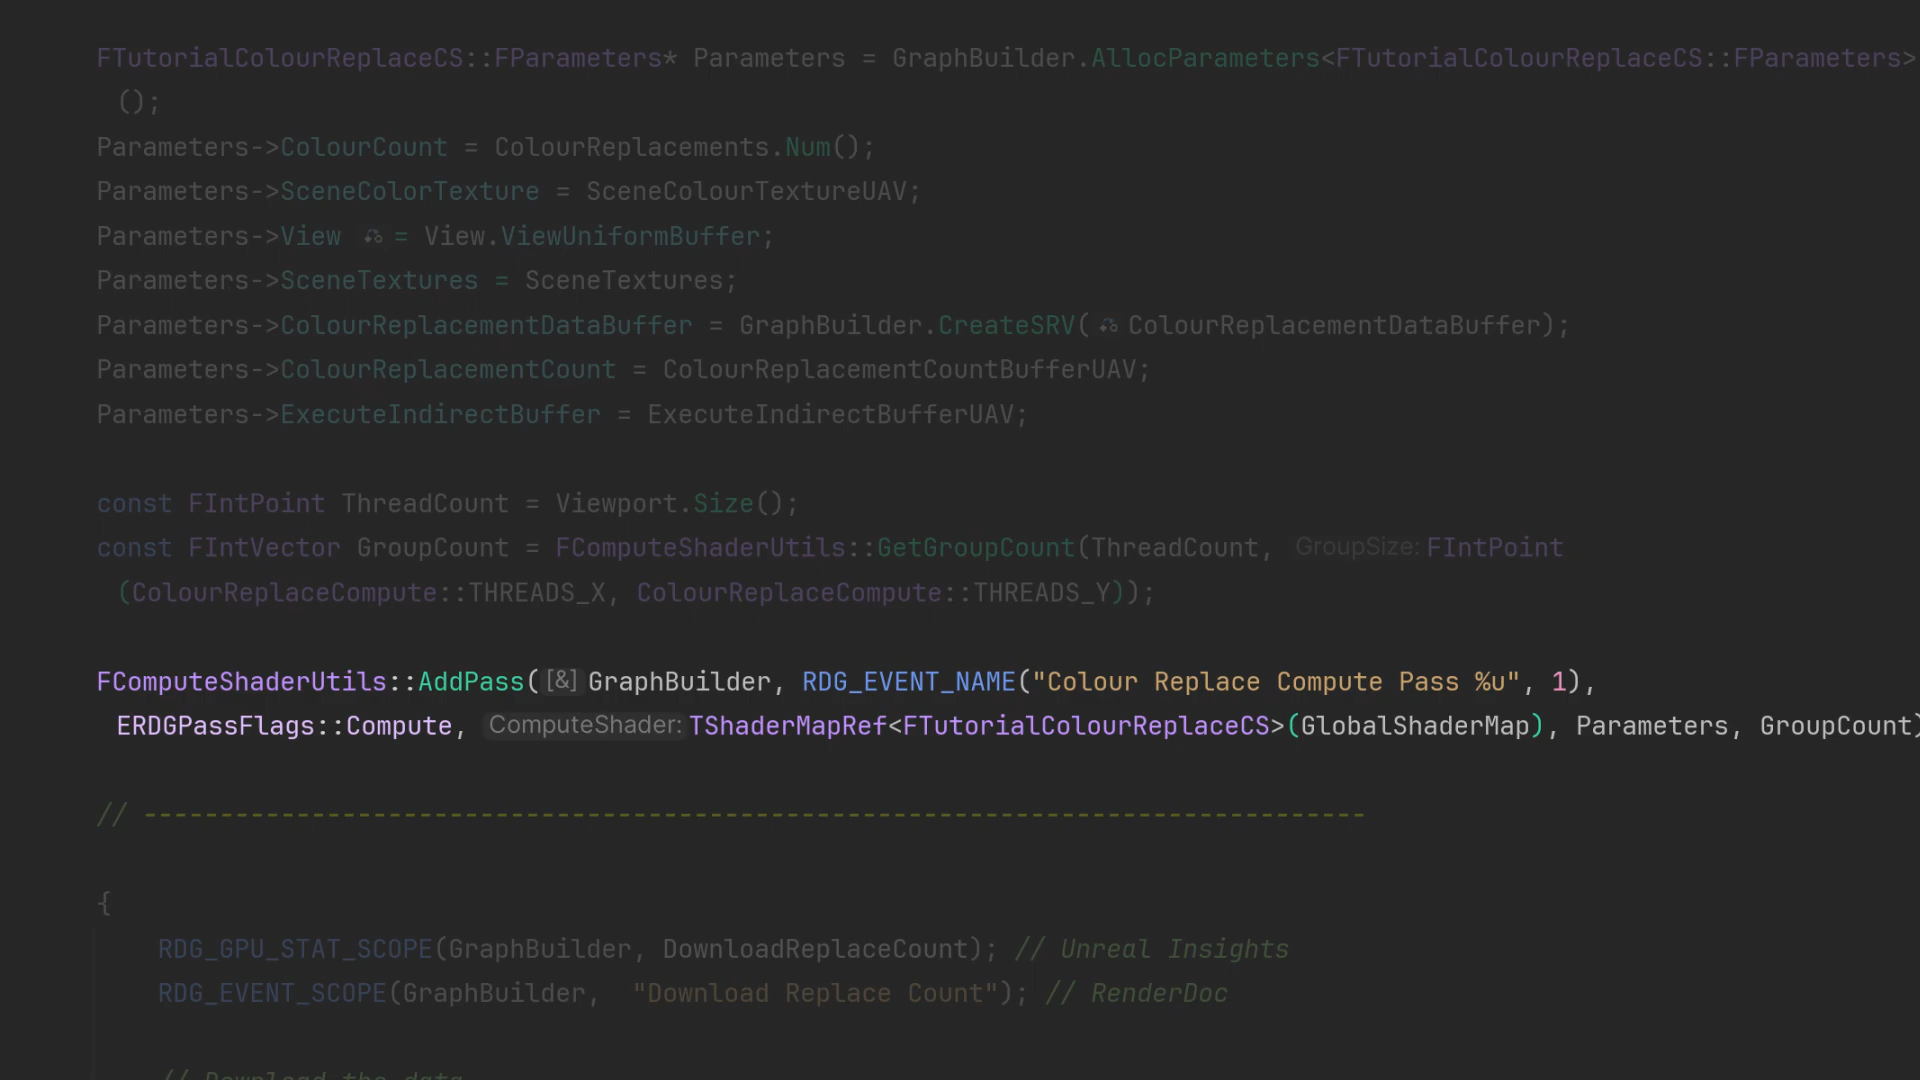 FTutorialColourReplaceCS::FParameters* Parameters = GraphBuilder.AllocParameters<FTutorialColourReplaceCS::FParameters>
();
Parameters->ColourCount = ColourReplacements.Num();
Parameters->SceneColorTexture = SceneColourTextureUAV;
Parameters->View = View.ViewUniformBuffer;
Parameters->SceneTextures = SceneTextures;
Parameters->ColourReplacementDataBuffer = GraphBuilder.CreateSRV(ColourReplacementDataBuffer);
Parameters->ColourReplacementCount = ColourReplacementCountBufferUAV;
Parameters->ExecuteIndirectBuffer = ExecuteIndirectBufferUAV;
const FIntPoint ThreadCount = Viewport.Size();
const FIntVector GroupCount = FComputeShaderUtils::GetGroupCount(ThreadCount, GroupSize: FIntPoint
(ColourReplaceCompute::THREADS_X, ColourReplaceCompute::THREADS_Y));
FComputeShaderUtils::AddPass([&] GraphBuilder, RDG_EVENT_NAME("Colour Replace Compute Pass %u", 1),
ERDGPassFlags::Compute, ComputeShader: TShaderMapRef<FTutorialColourReplaceCS>(GlobalShaderMap), Parameters, GroupCount)
// --------------------------------------------------------------------------------
{
RDG_GPU_STAT_SCOPE(GraphBuilder, DownloadReplaceCount); // Unreal Insights
RDG_EVENT_SCOPE(GraphBuilder, "Download Replace Count"); // RenderDoc
// Download the data